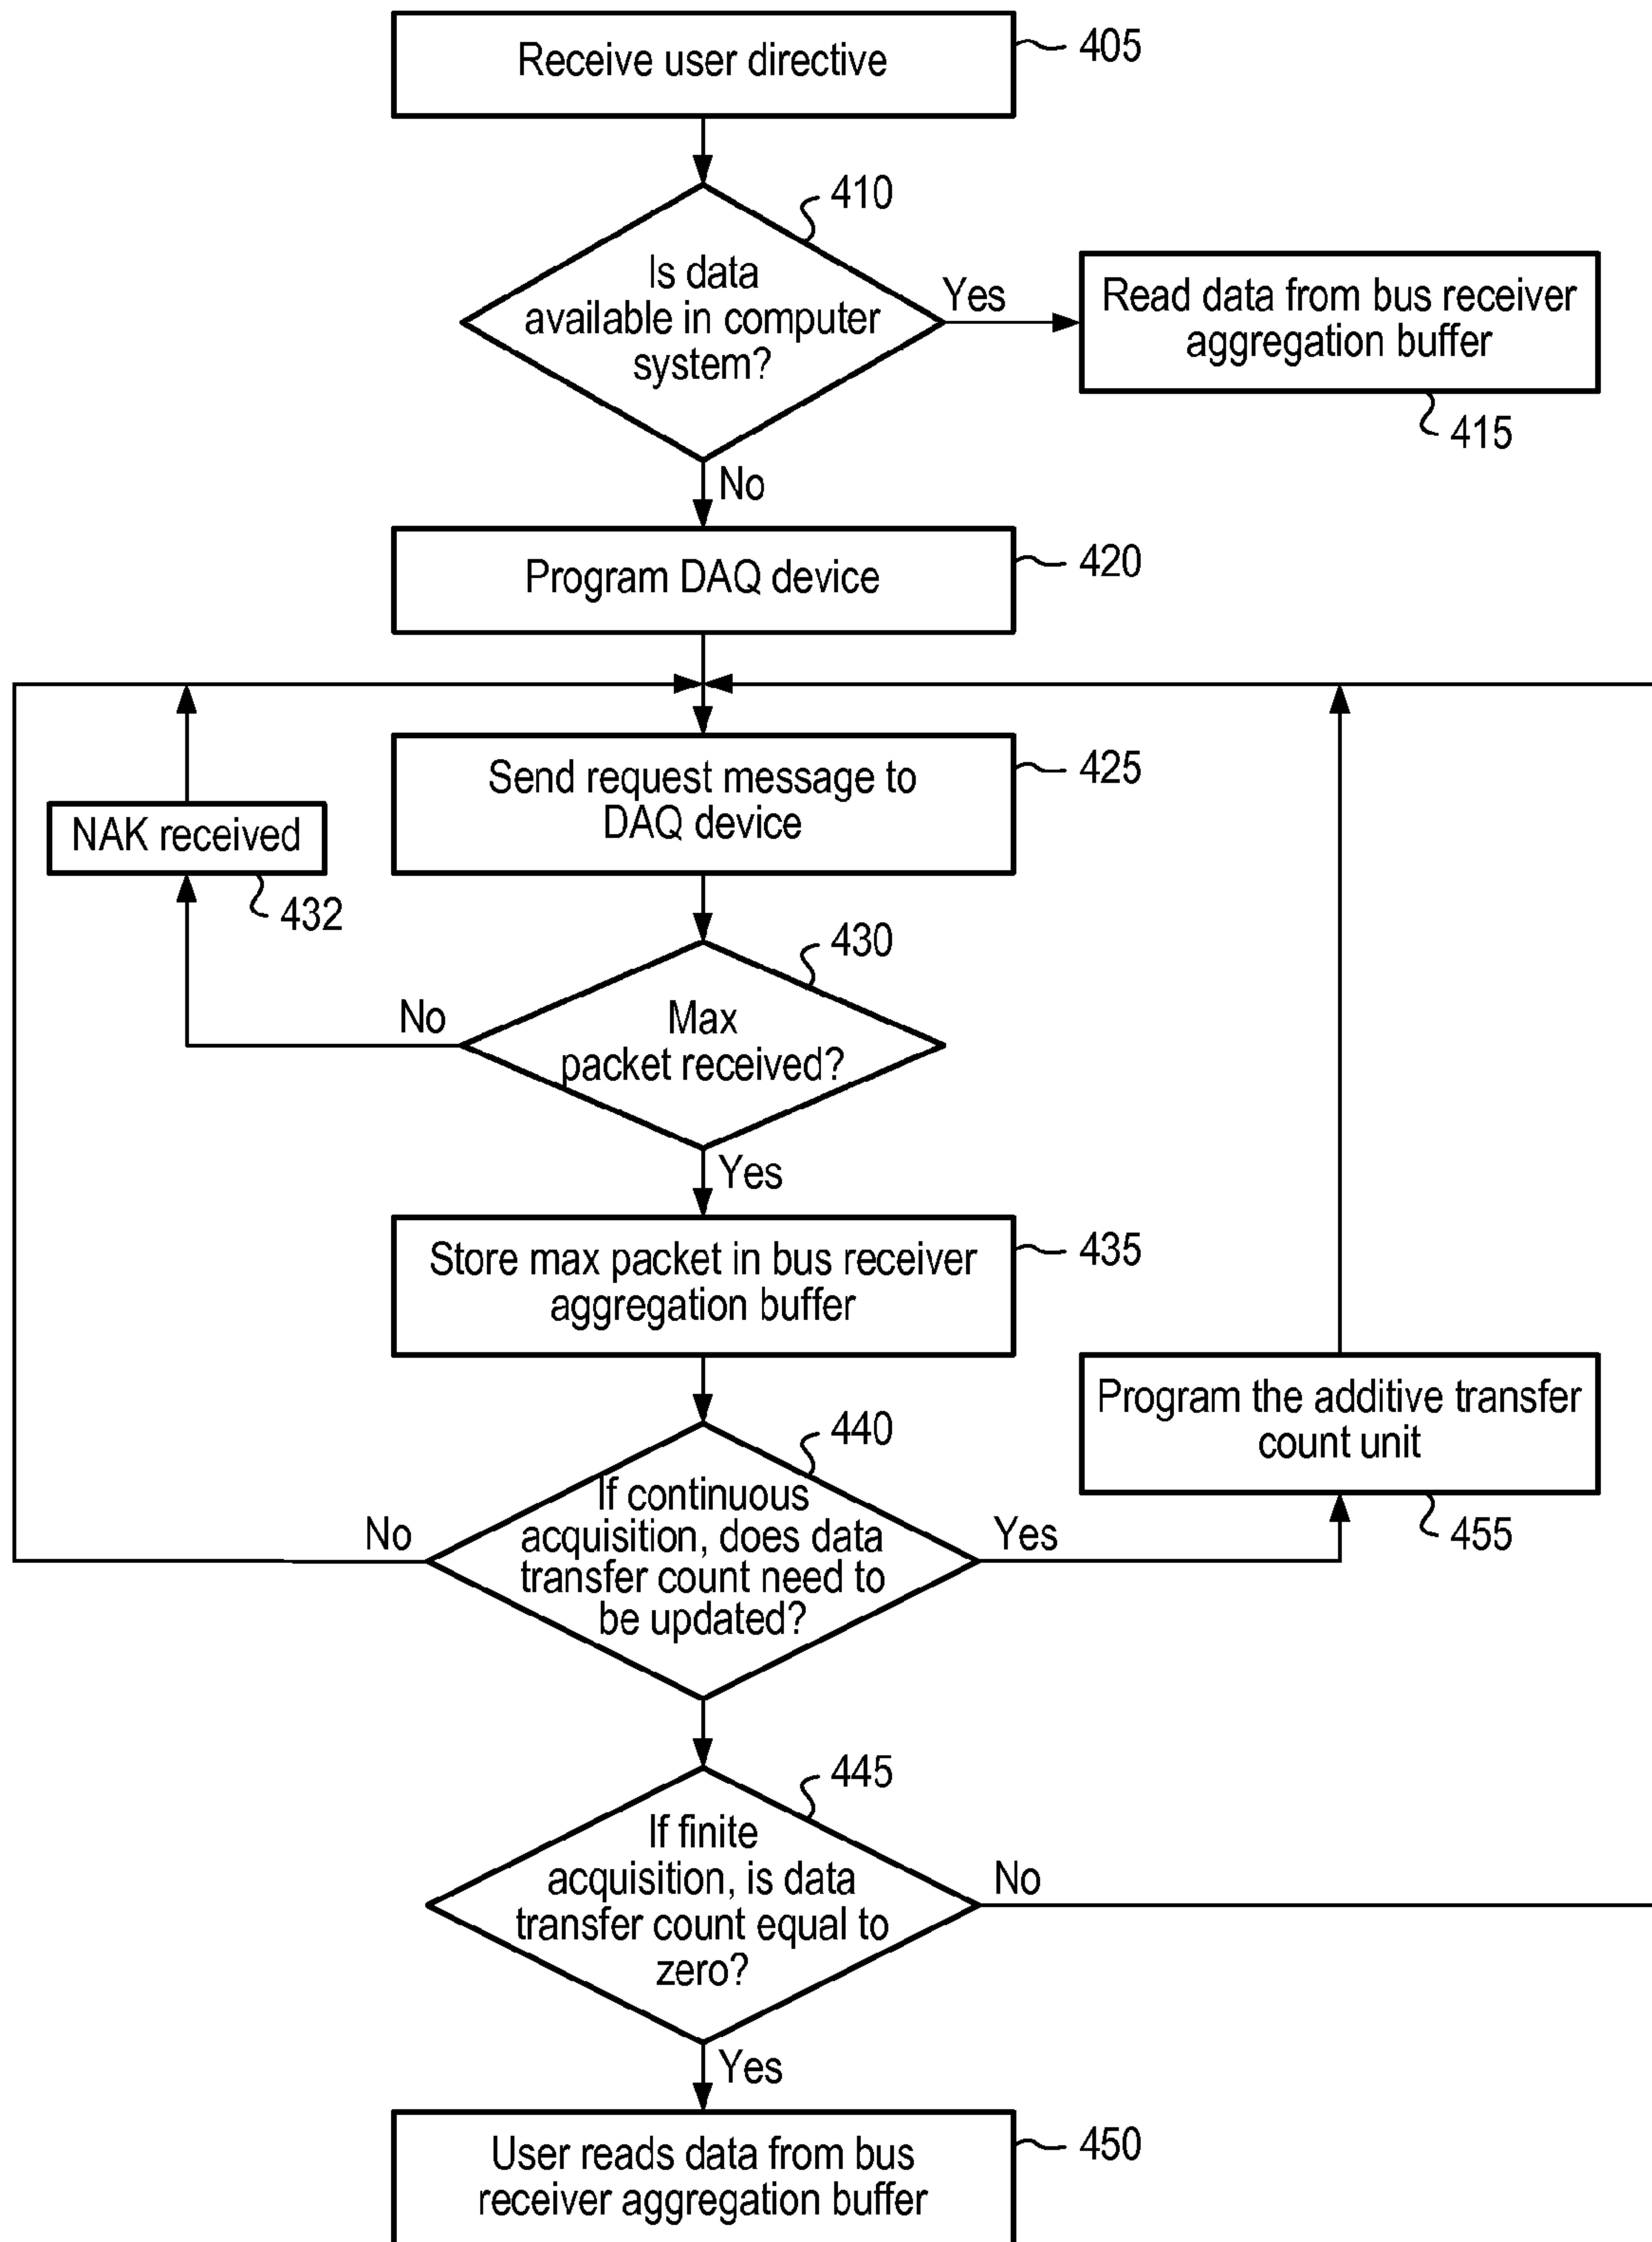 Receive user directive
405
410
Is data
available in computer
system?
Yes
Read data from bus receiver
aggregation buffer
415
No
Program DAQ device
420
Send request message to
DAQ device
425
NAK received
432
430
No
Max
packet received?
Yes
Store max packet in bus receiver
aggregation buffer
435
Program the additive transfer
count unit
455
440
No
If continuous
acquisition, does data
transfer count need to
be updated?
Yes
445
If finite
acquisition, is data
transfer count equal to
zero?
No
Yes
User reads data from bus
receiver aggregation buffer
450